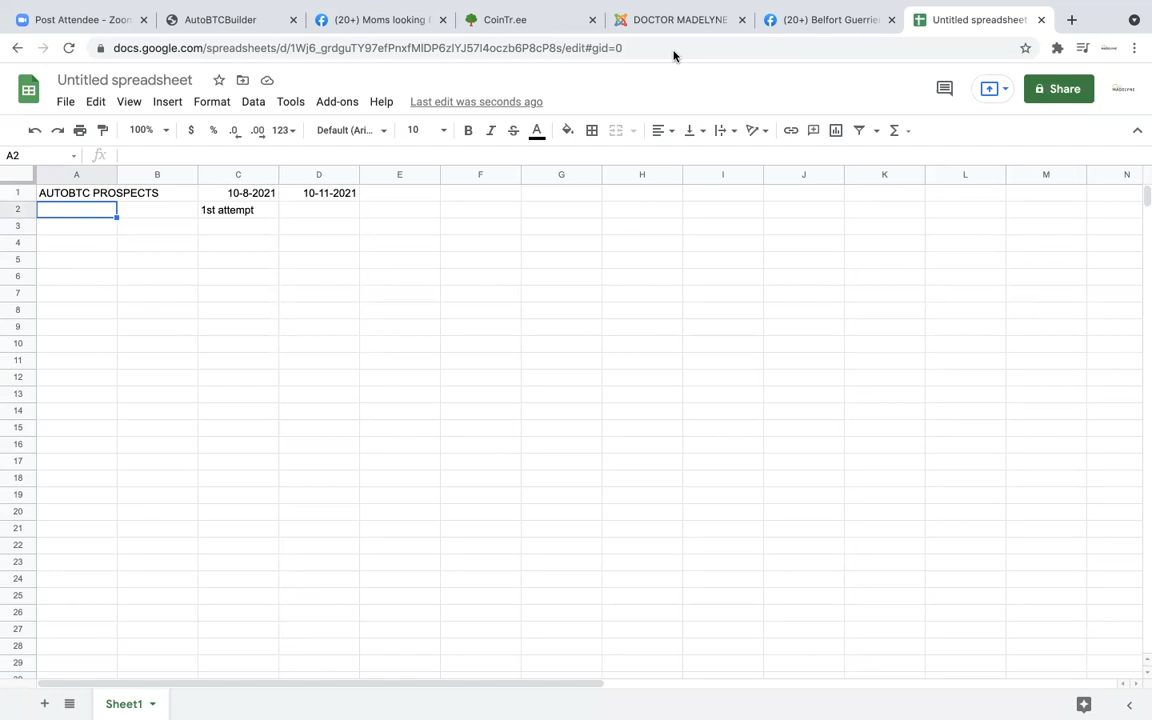 Post Attendee - Zoom
AutoBTCBuilder
(20+) Moms looking
CoinTr.ee
DOCTOR MADELYNE
(20+) Belfort Guerrie
Untitled spreadsheet
docs.google.com/spreadsheets/d/1Wj6_grdguTY97efPnxfMlDP6zlYJ57I4oczb6P8cP8s/edit#gid=0
Untitled spreadsheet
File Edit View Insert Format Data Tools Add-ons Help Last edit was seconds ago
Share
MADELYNE
100% $ % .0 .00 123 Default (Ari... 10 B I S A Σ
A2 fx
A B C D E F G H I J K L M N
1 AUTOBTC PROSPECTS 10-8-2021 10-11-2021
2 1st attempt
3
4
5
6
7
8
9
10
11
12
13
14
15
16
17
18
19
20
21
22
23
24
25
26
27
28
29
Sheet1